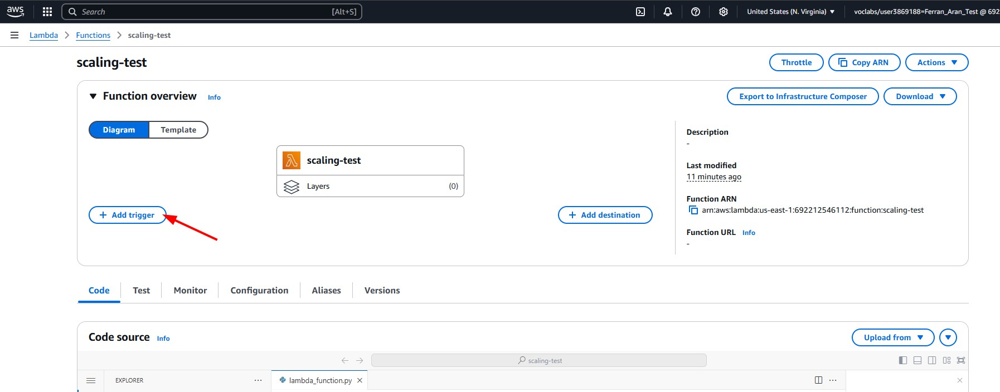 aws
Search [Alt+S]
United States (N. Virginia)
voclabs/user3869188=Ferran_Aran_Test @ 692
Lambda > Functions > scaling-test
scaling-test
Throttle
Copy ARN
Actions
Function overview Info
Export to Infrastructure Composer
Download
Diagram
Template
scaling-test
Layers (0)
+ Add trigger
+ Add destination
Description
-
Last modified
11 minutes ago
Function ARN
arn:aws:lambda:us-east-1:692212546112:function:scaling-test
Function URL Info
-
Code
Test
Monitor
Configuration
Aliases
Versions
Code source Info
Upload from
scaling-test
EXPLORER
lambda_function.py